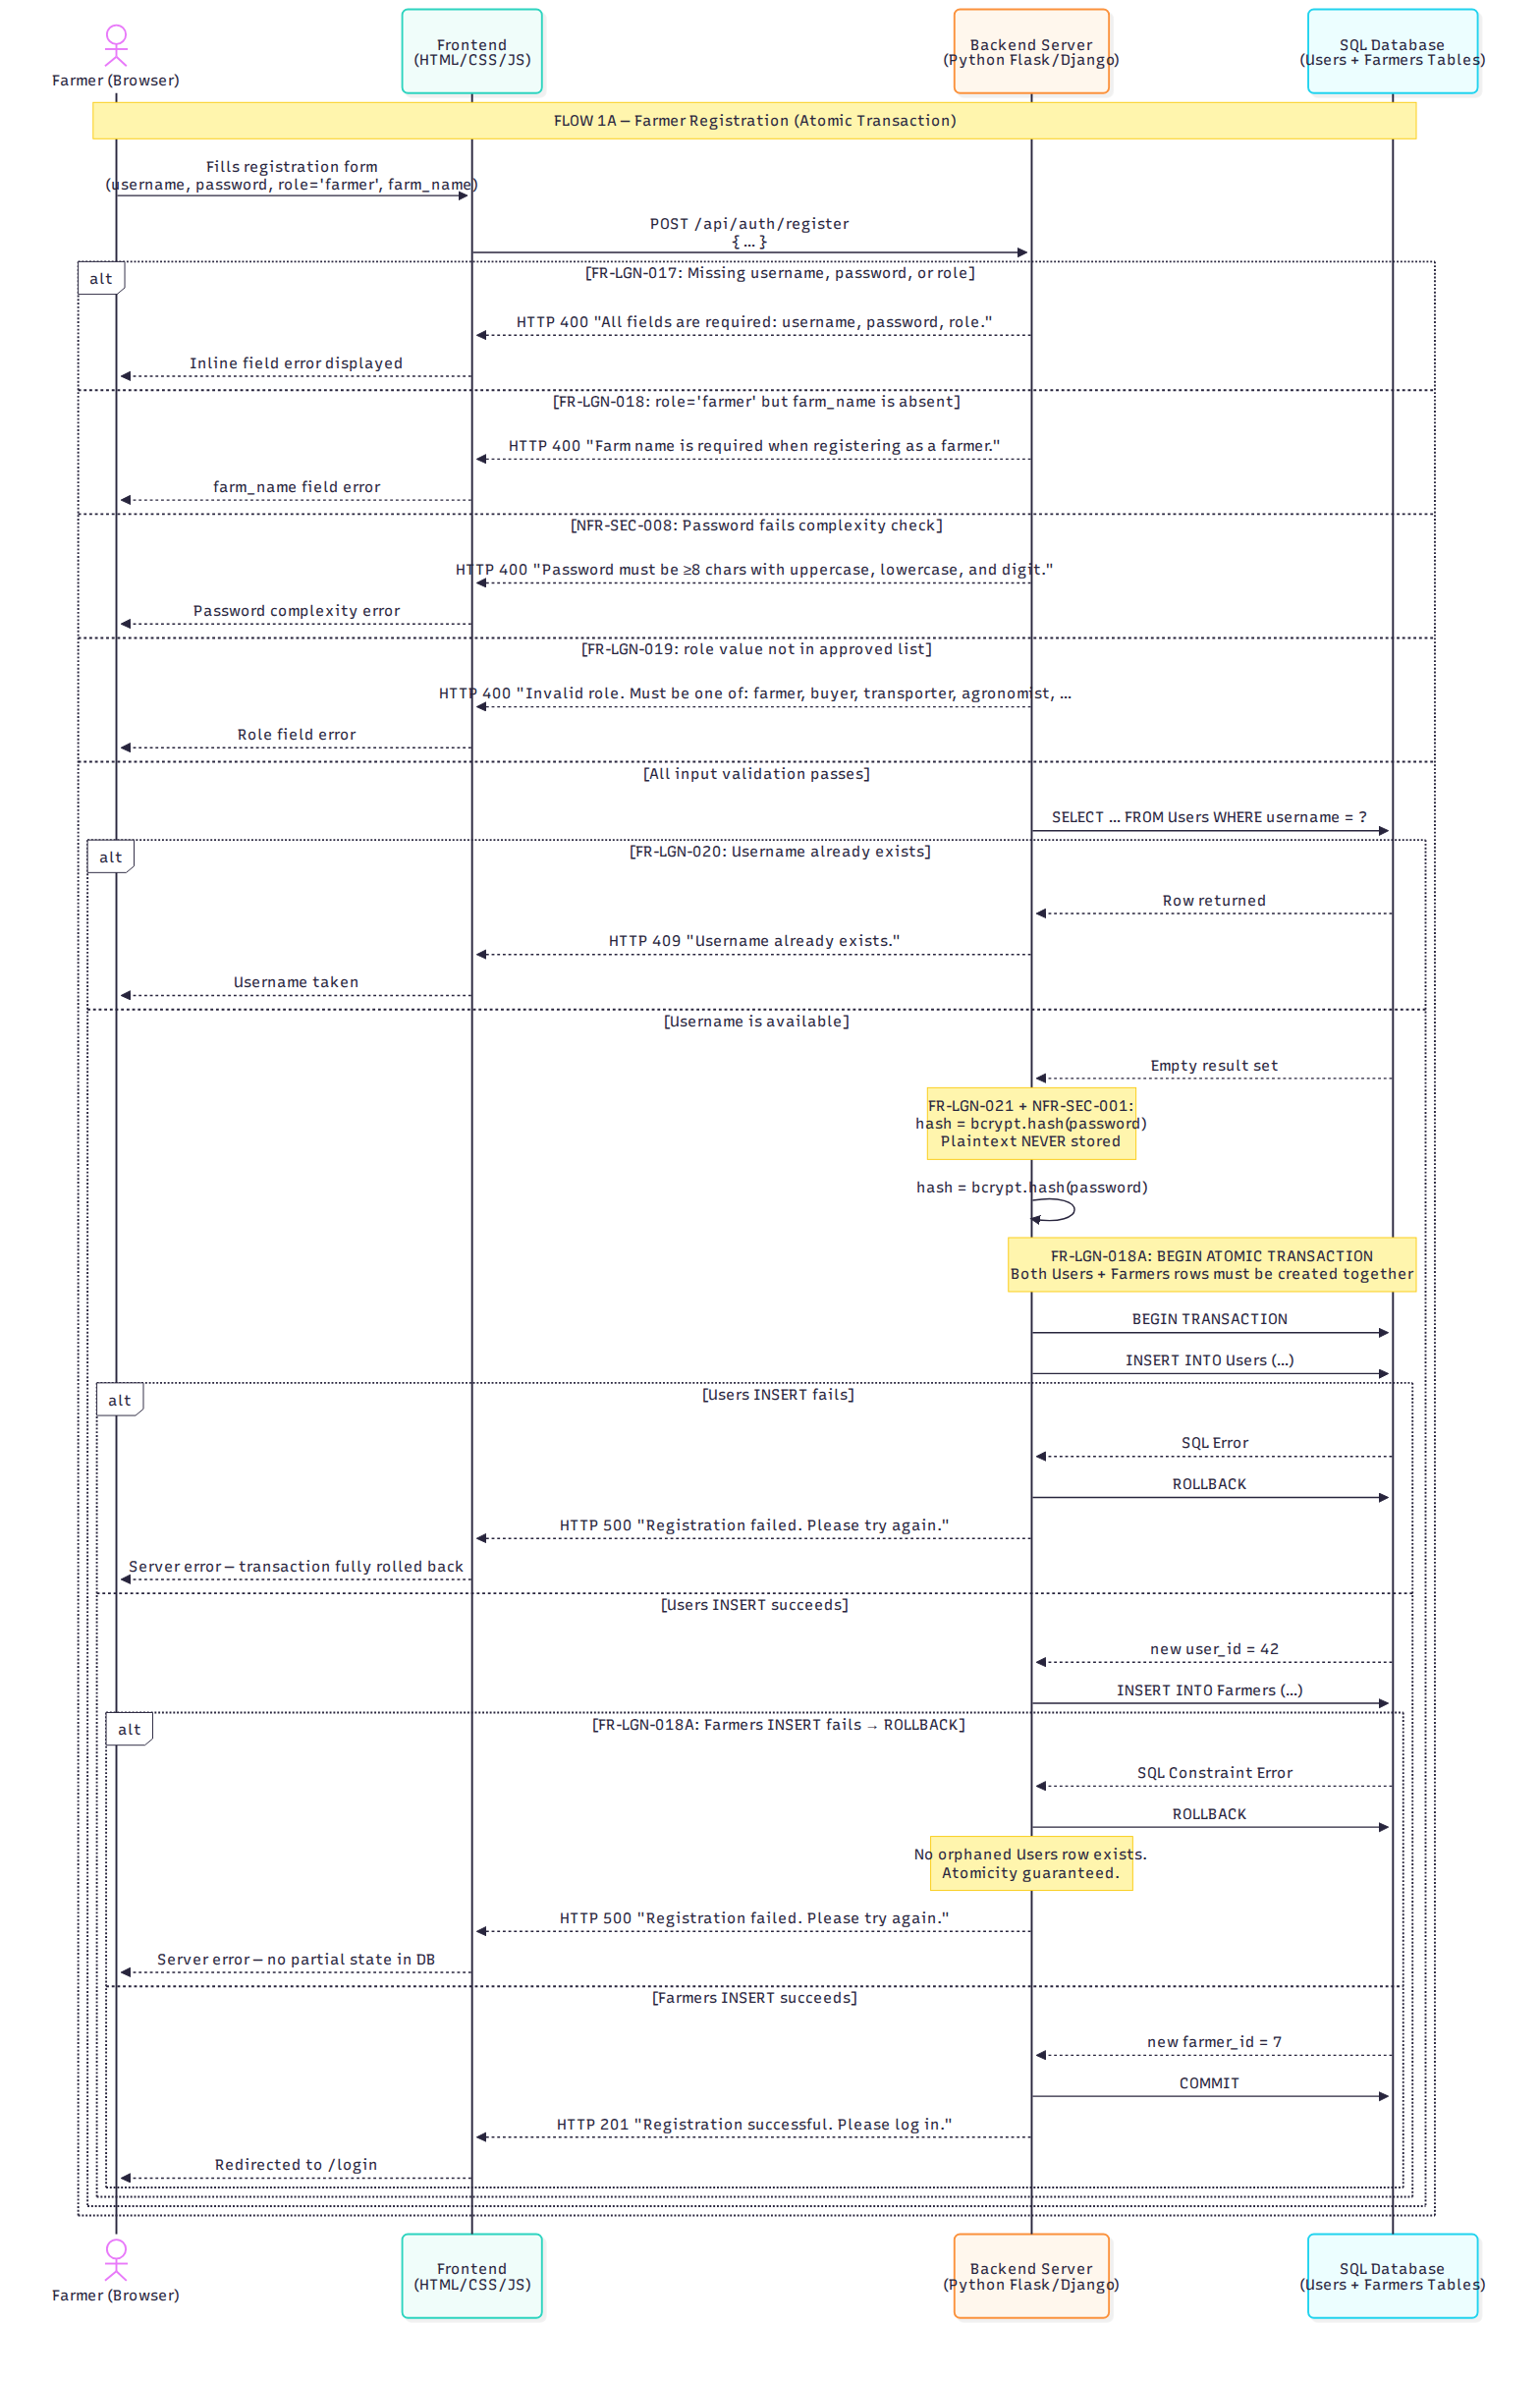 Farmer (Browser)
Frontend
(HTML/CSS/JS)
Backend Server
(Python Flask/Django)
SQL Database
(Users + Farmers Tables)
FLOW 1A — Farmer Registration (Atomic Transaction)
Fills registration form
(username, password, role='farmer', farm_name)
POST /api/auth/register
{ ... }
alt
[FR-LGN-017: Missing username, password, or role]
HTTP 400 "All fields are required: username, password, role."
Inline field error displayed
[FR-LGN-018: role='farmer' but farm_name is absent]
HTTP 400 "Farm name is required when registering as a farmer."
farm_name field error
[NFR-SEC-008: Password fails complexity check]
HTTP 400 "Password must be ≥8 chars with uppercase, lowercase, and digit."
Password complexity error
[FR-LGN-019: role value not in approved list]
HTTP 400 "Invalid role. Must be one of: farmer, buyer, transporter, agronomist, ...
Role field error
[All input validation passes]
SELECT ... FROM Users WHERE username = ?
alt
[FR-LGN-020: Username already exists]
Row returned
HTTP 409 "Username already exists."
Username taken
[Username is available]
Empty result set
FR-LGN-021 + NFR-SEC-001:
hash = bcrypt.hash(password)
Plaintext NEVER stored
hash = bcrypt.hash(password)
FR-LGN-018A: BEGIN ATOMIC TRANSACTION
Both Users + Farmers rows must be created together
BEGIN TRANSACTION
INSERT INTO Users (...)
alt
[Users INSERT fails]
SQL Error
ROLLBACK
HTTP 500 "Registration failed. Please try again."
Server error — transaction fully rolled back
[Users INSERT succeeds]
new user_id = 42
INSERT INTO Farmers (...)
alt
[FR-LGN-018A: Farmers INSERT fails → ROLLBACK]
SQL Constraint Error
ROLLBACK
No orphaned Users row exists.
Atomicity guaranteed.
HTTP 500 "Registration failed. Please try again."
Server error — no partial state in DB
[Farmers INSERT succeeds]
new farmer_id = 7
COMMIT
HTTP 201 "Registration successful. Please log in."
Redirected to /login
Farmer (Browser)
Frontend
(HTML/CSS/JS)
Backend Server
(Python Flask/Django)
SQL Database
(Users + Farmers Tables)